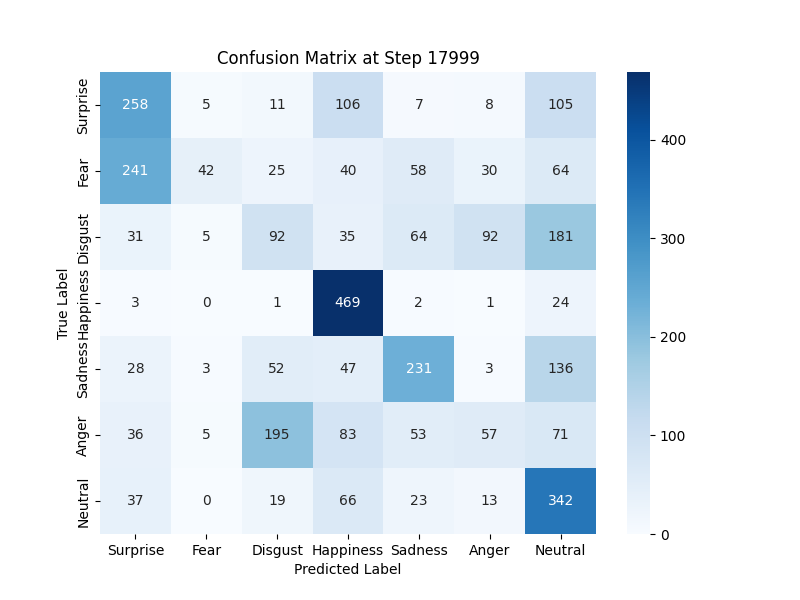 Confusion Matrix at Step 17999
True Label
Surprise 258 5 11 106 7 8 105
Fear 241 42 25 40 58 30 64
Disgust 31 5 92 35 64 92 181
Happiness 3 0 1 469 2 1 24
Sadness 28 3 52 47 231 3 136
Anger 36 5 195 83 53 57 71
Neutral 37 0 19 66 23 13 342
Surprise Fear Disgust Happiness Sadness Anger Neutral
Predicted Label
400
300
200
100
0